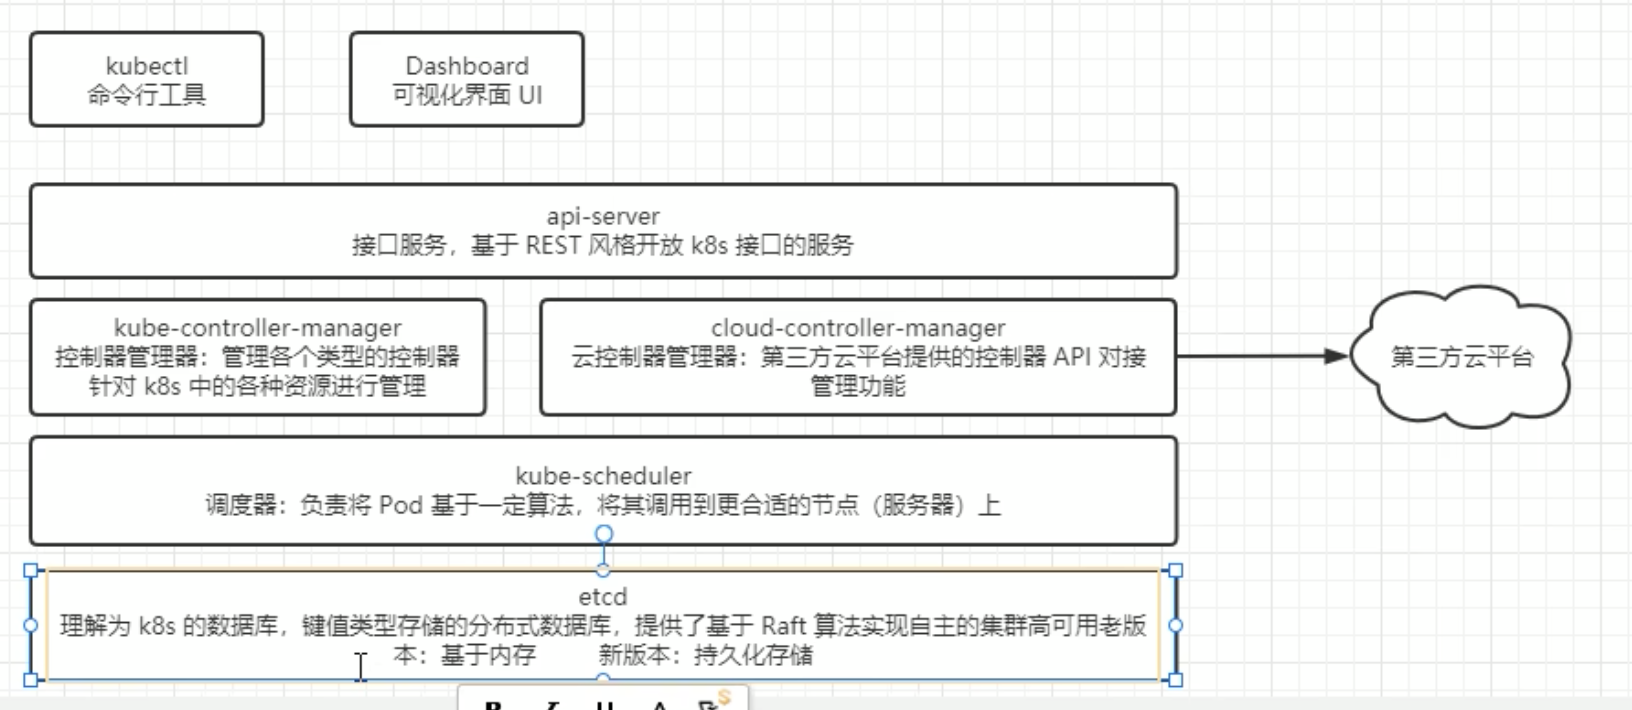 kubectl
命令行工具
Dashboard
可视化界面 UI
api-server
接口服务，基于 REST 风格开放 k8s 接口的服务
kube-controller-manager
控制器管理器：管理各个类型的控制器
针对 k8s 中的各种资源进行管理
cloud-controller-manager
云控制器管理器：第三方云平台提供的控制器 API 对接
管理功能
第三方云平台
kube-scheduler
调度器：负责将 Pod 基于一定算法，将其调用到更合适的节点（服务器）上
etcd
理解为 k8s 的数据库，键值类型存储的分布式数据库，提供了基于 Raft 算法实现自主的集群高可用老版
本：基于内存 新版本：持久化存储